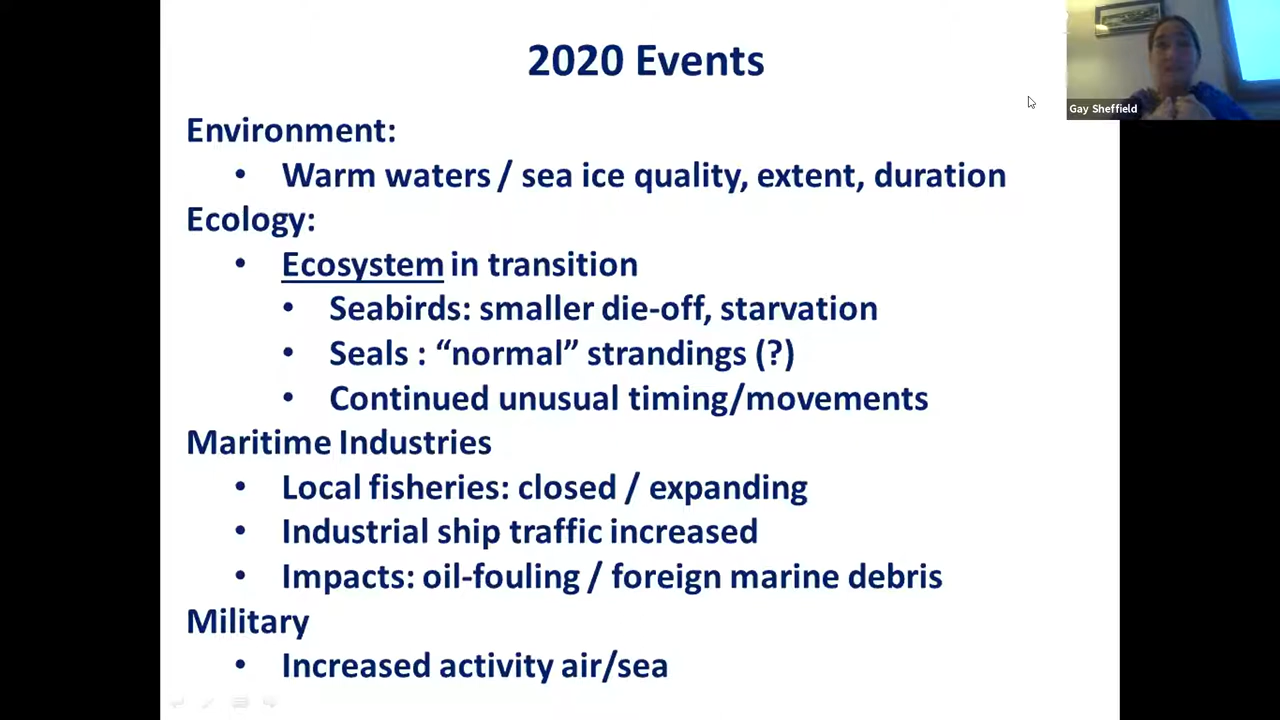 2020 Events
Gay Sheffield
Environment:
• Warm waters / sea ice quality, extent, duration
Ecology:
• Ecosystem in transition
• Seabirds: smaller die-off, starvation
• Seals : “normal” strandings (?)
• Continued unusual timing/movements
Maritime Industries
• Local fisheries: closed / expanding
• Industrial ship traffic increased
• Impacts: oil-fouling / foreign marine debris
Military
• Increased activity air/sea